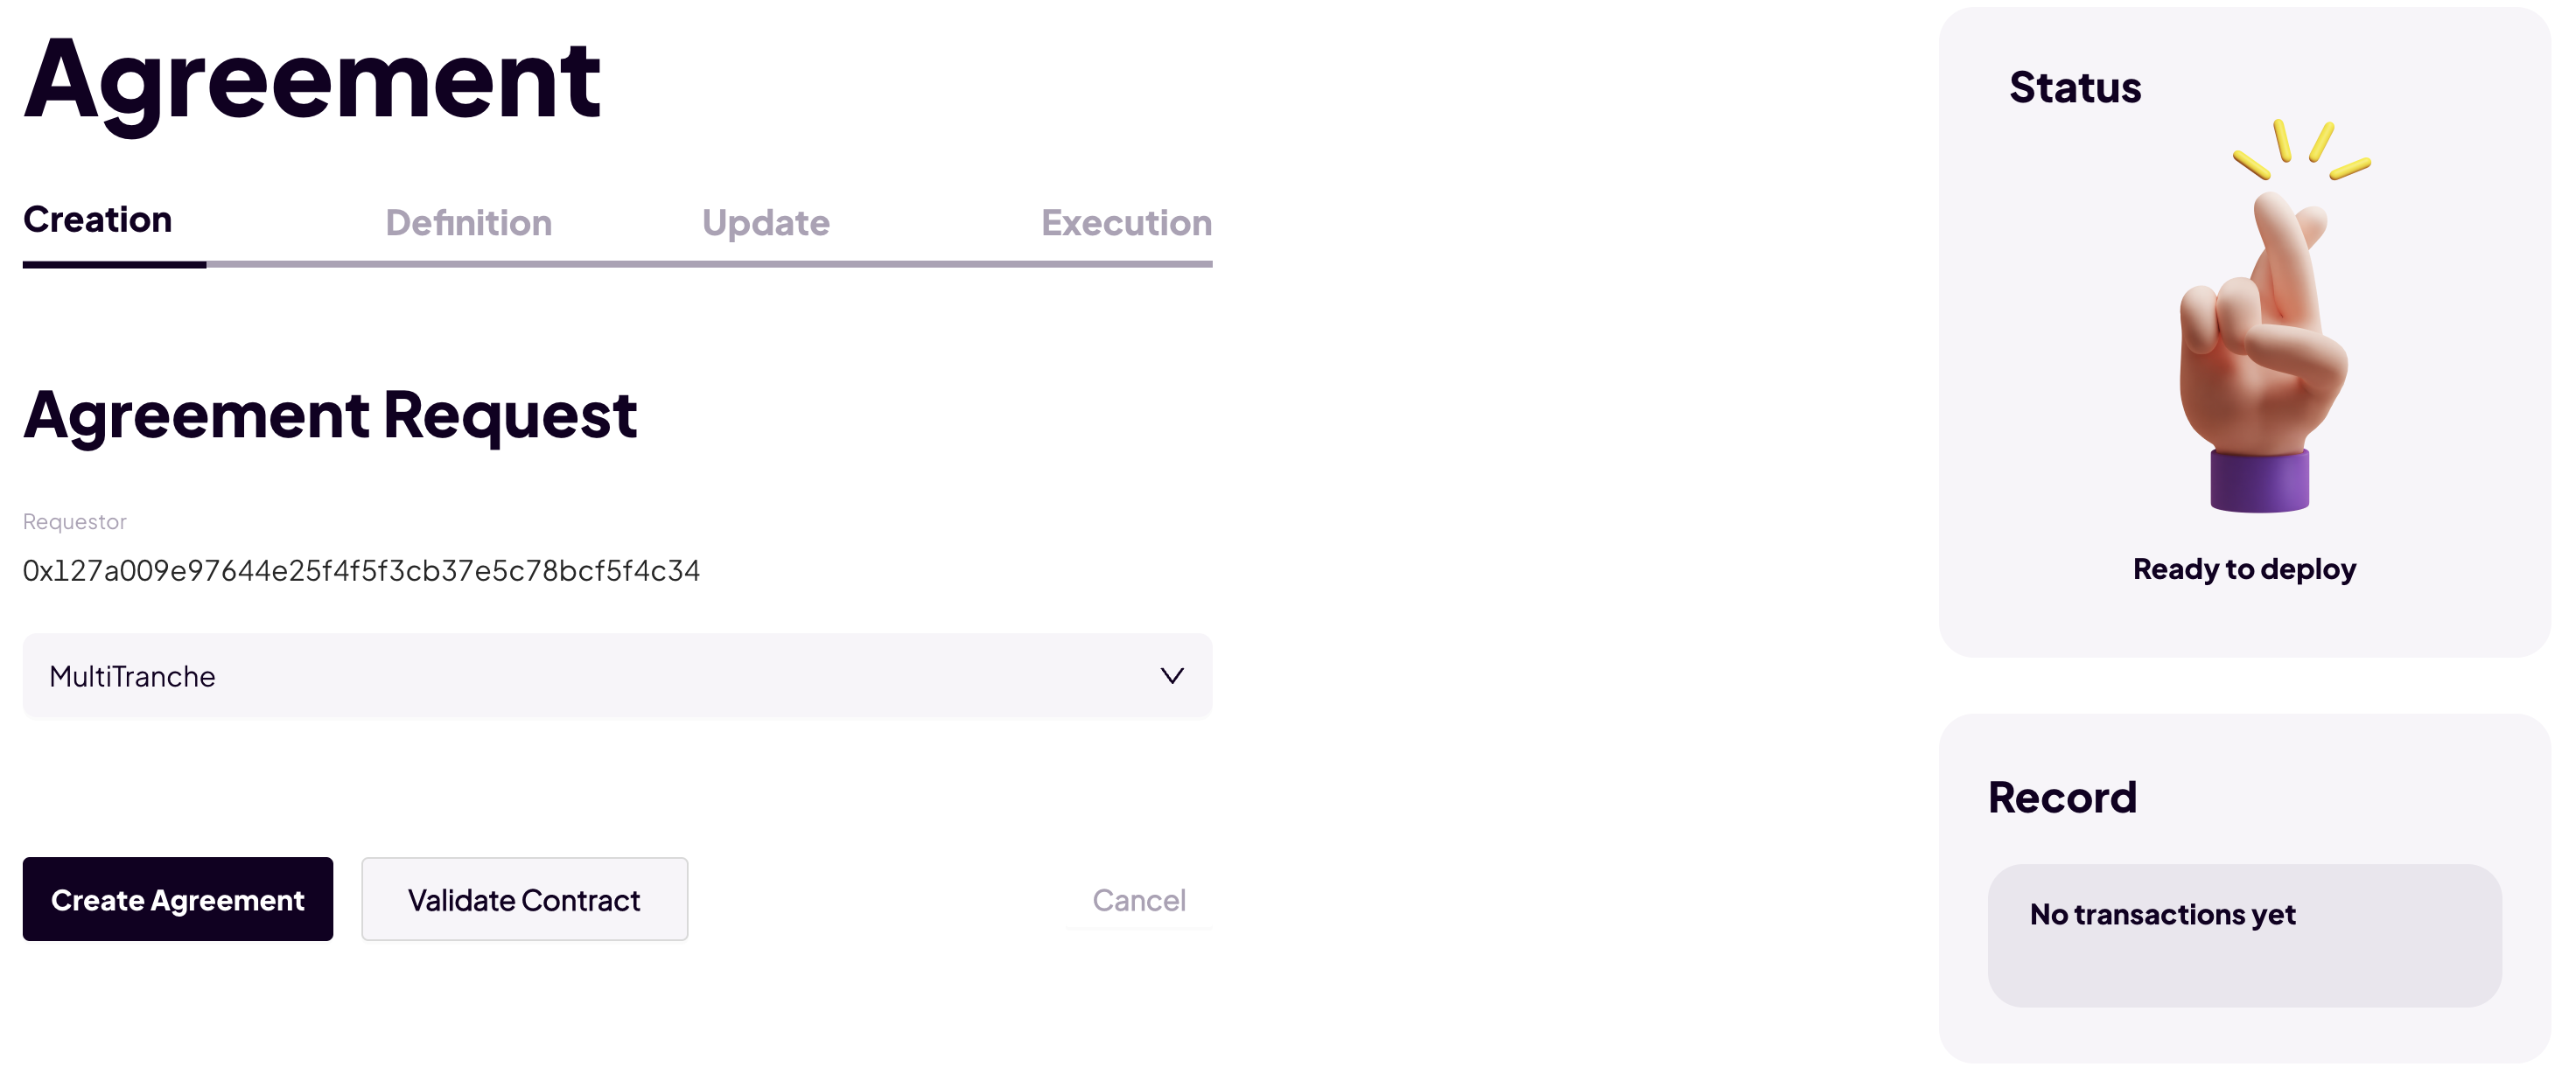 Agreement
Creation Definition Update Execution
Agreement Request
Requestor
0x127a009e97644e25f4f5f3cb37e5c78bcf5f4c34
MultiTranche
Create Agreement Validate Contract Cancel
Status
Ready to deploy
Record
No transactions yet